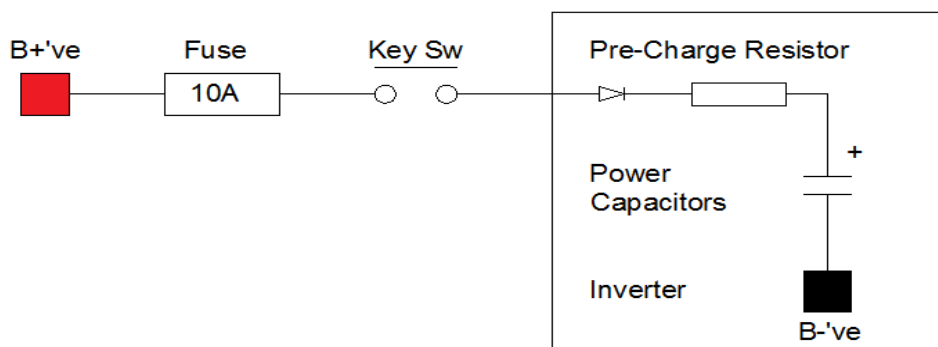 B+'ve
Fuse
10A
Key Sw
Pre-Charge Resistor
+
Power
Capacitors
Inverter
B-'ve